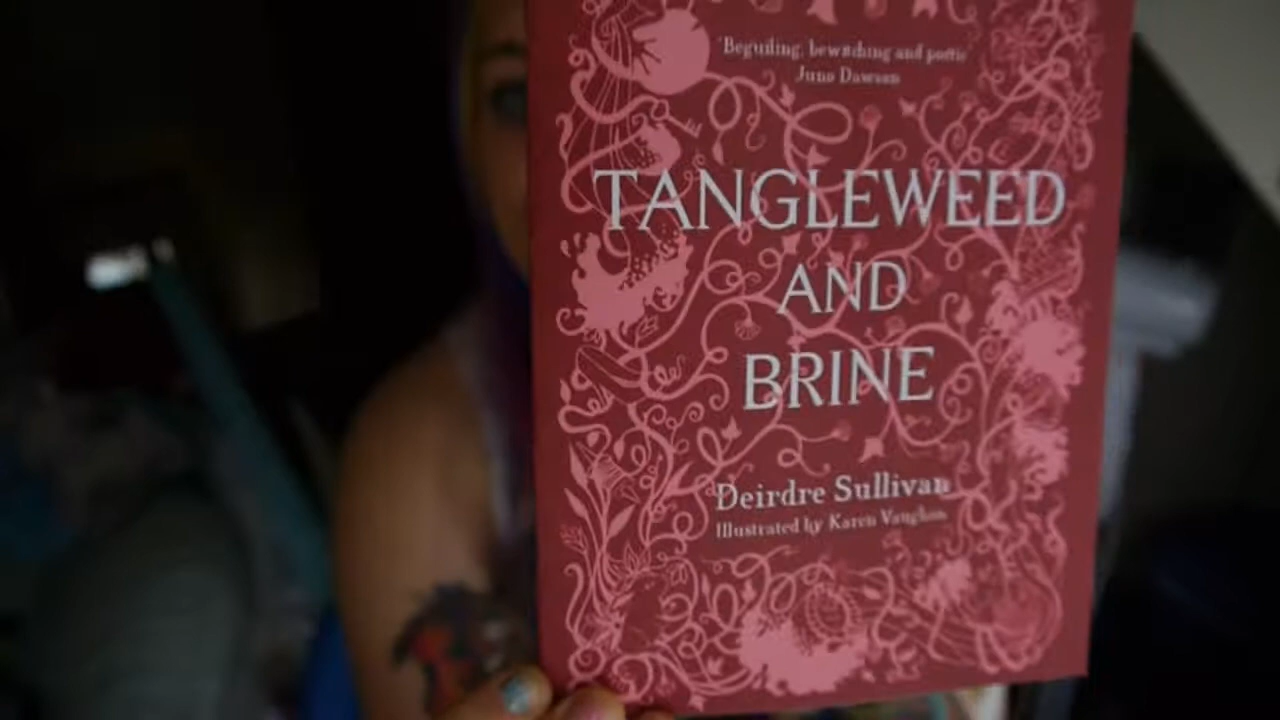 'Beguiling, bewitching and poetic'
Juno Dawson
TANGLEWEED
AND
BRINE
Deirdre Sullivan
Illustrated by Karen Vaughan